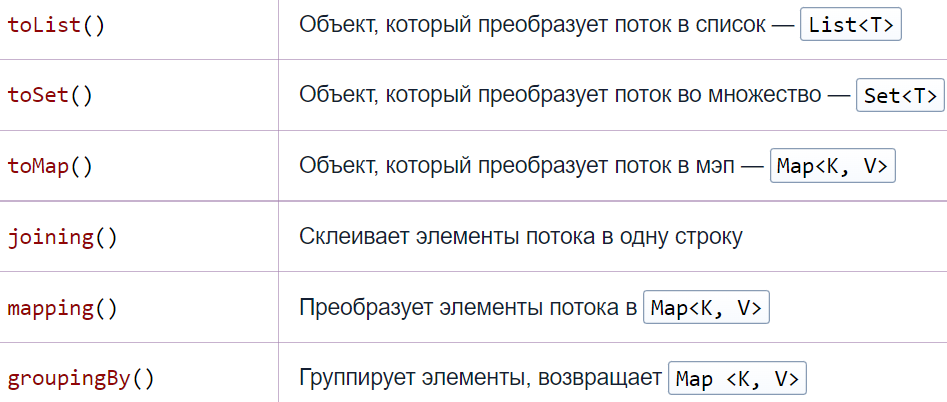 toList() Объект, который преобразует поток в список — List<T>
toSet() Объект, который преобразует поток во множество — Set<T>
toMap() Объект, который преобразует поток в мэп — Map<K, V>
joining() Склеивает элементы потока в одну строку
mapping() Преобразует элементы потока в Map<K, V>
groupingBy() Группирует элементы, возвращает Map <K, V>